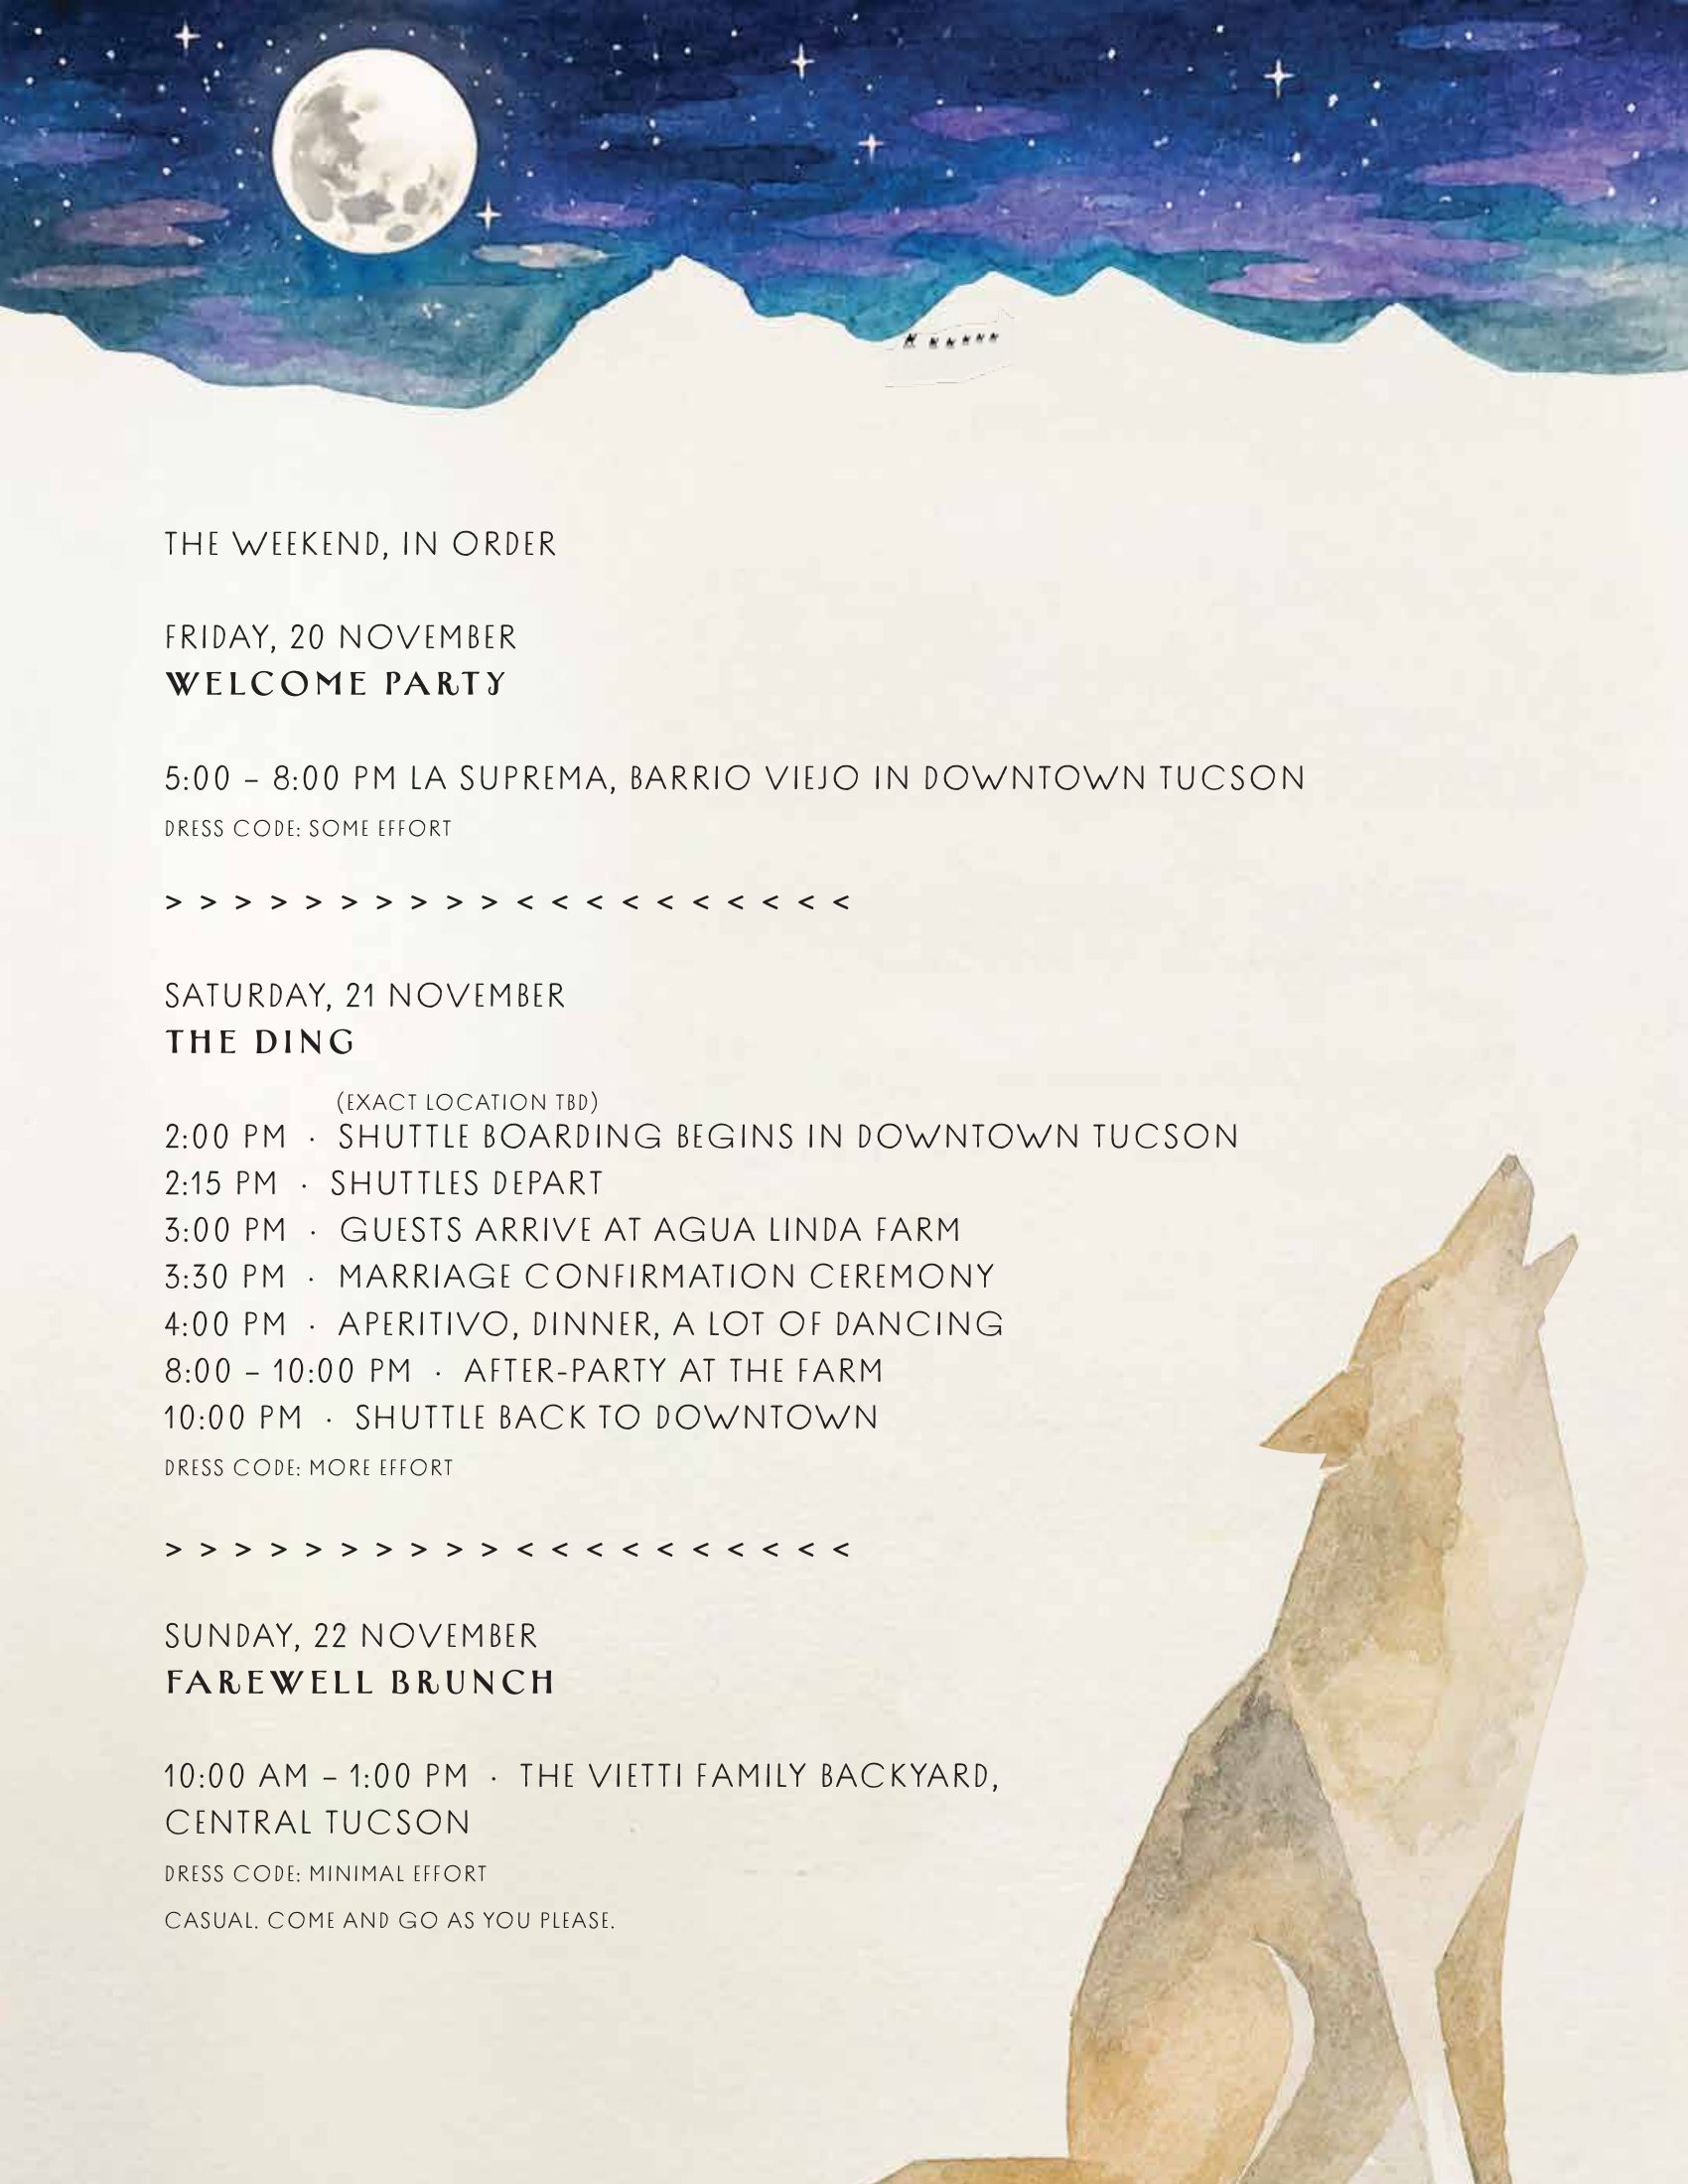 THE WEEKEND, IN ORDER
FRIDAY, 20 NOVEMBER
WELCOME PARTY
5:00 – 8:00 PM LA SUPREMA, BARRIO VIEJO IN DOWNTOWN TUCSON
DRESS CODE: SOME EFFORT
> > > > > > > > > > < < < < < < < < < <
SATURDAY, 21 NOVEMBER
THE DING
(EXACT LOCATION TBD)
2:00 PM · SHUTTLE BOARDING BEGINS IN DOWNTOWN TUCSON
2:15 PM · SHUTTLES DEPART
3:00 PM · GUESTS ARRIVE AT AGUA LINDA FARM
3:30 PM · MARRIAGE CONFIRMATION CEREMONY
4:00 PM · APERITIVO, DINNER, A LOT OF DANCING
8:00 – 10:00 PM · AFTER-PARTY AT THE FARM
10:00 PM · SHUTTLE BACK TO DOWNTOWN
DRESS CODE: MORE EFFORT
> > > > > > > > > > < < < < < < < < < <
SUNDAY, 22 NOVEMBER
FAREWELL BRUNCH
10:00 AM – 1:00 PM · THE VIETTI FAMILY BACKYARD,
CENTRAL TUCSON
DRESS CODE: MINIMAL EFFORT
CASUAL. COME AND GO AS YOU PLEASE.